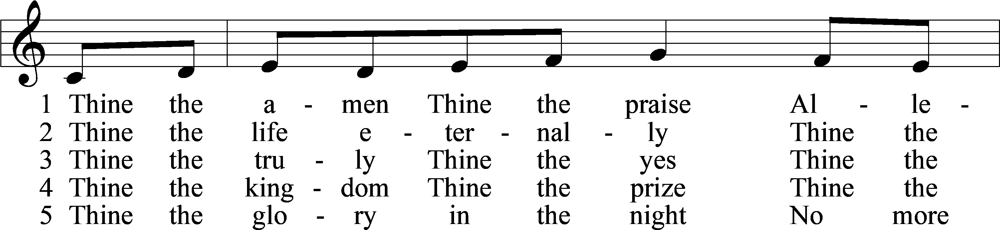 1 Thine the a - men Thine the praise Al - le -
2 Thine the life e - ter - nal - ly Thine the
3 Thine the tru - ly Thine the yes Thine the
4 Thine the king - dom Thine the prize Thine the
5 Thine the glo - ry in the night No more